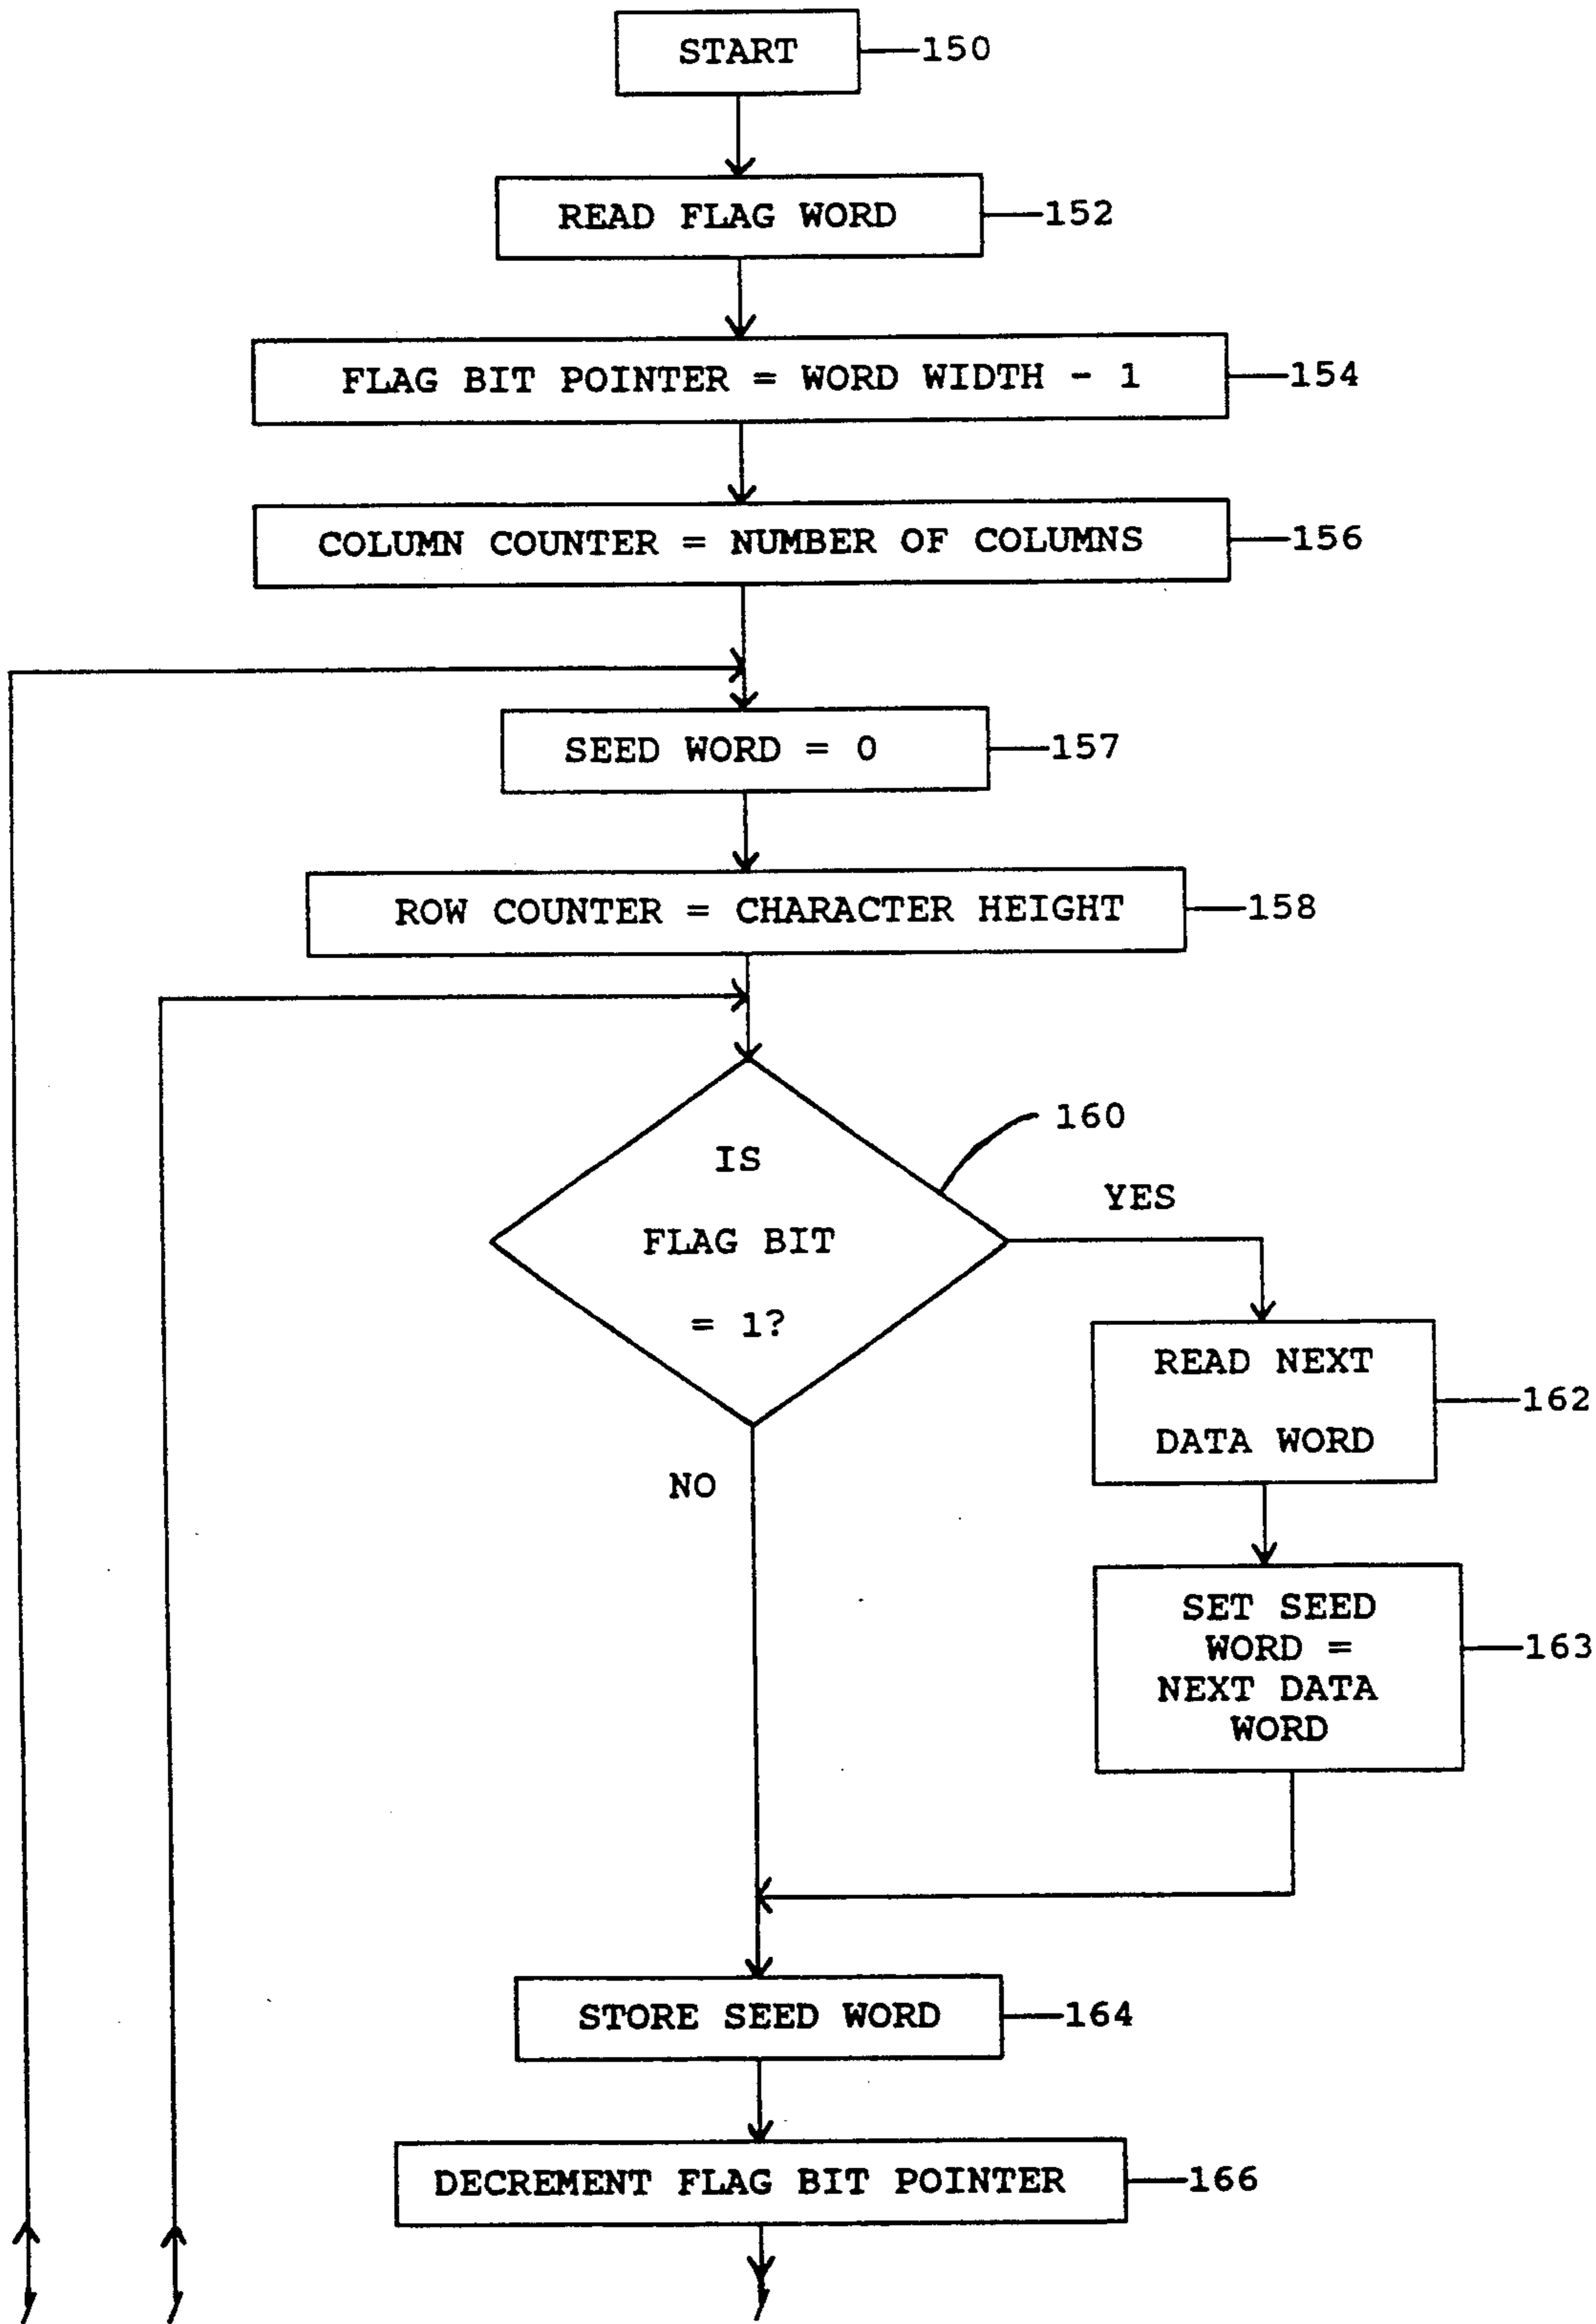 START 150
READ FLAG WORD 152
FLAG BIT POINTER = WORD WIDTH - 1 154
COLUMN COUNTER = NUMBER OF COLUMNS 156
SEED WORD = 0 157
ROW COUNTER = CHARACTER HEIGHT 158
160
IS
FLAG BIT
= 1?
YES
NO
READ NEXT
DATA WORD
162
SET SEED
WORD =
NEXT DATA
WORD
163
STORE SEED WORD 164
DECREMENT FLAG BIT POINTER 166